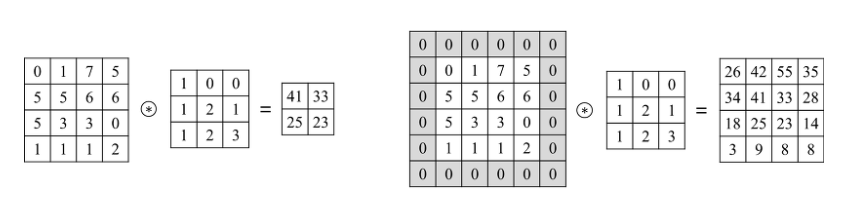 0 1 7 5
5 5 6 6
5 3 3 0
1 1 1 2
⊛
1 0 0
1 2 1
1 2 3
=
41 33
25 23
0 0 0 0 0 0
0 0 1 7 5 0
0 5 5 6 6 0
0 5 3 3 0 0
0 1 1 1 2 0
0 0 0 0 0 0
⊛
1 0 0
1 2 1
1 2 3
=
26 42 55 35
34 41 33 28
18 25 23 14
3 9 8 8